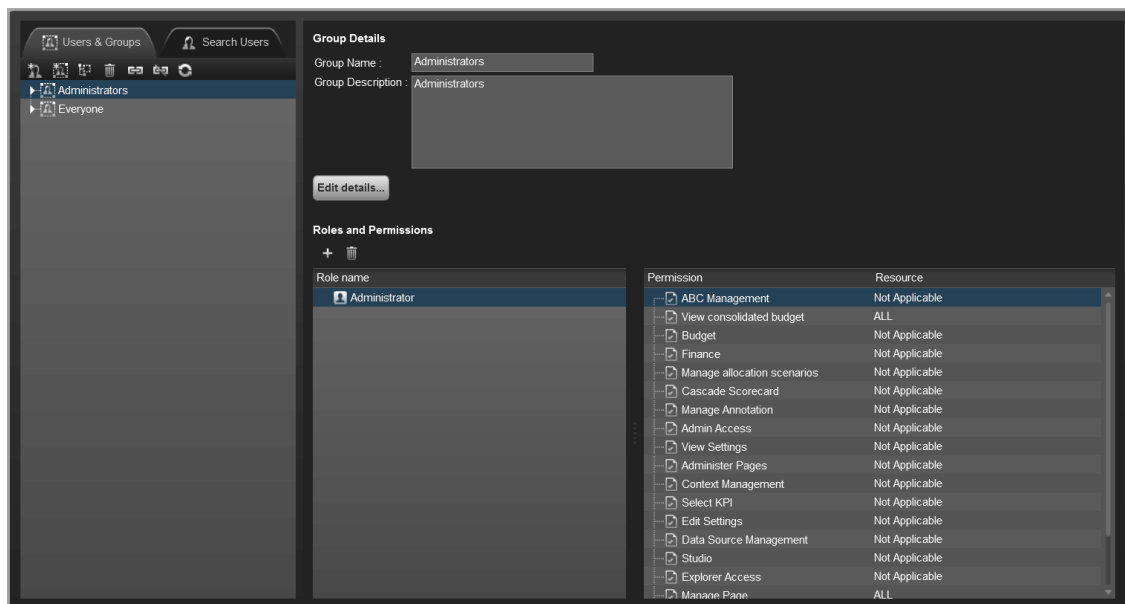 Users & Groups
Search Users
Administrators
Everyone
Group Details
Group Name : Administrators
Group Description : Administrators
Edit details...
Roles and Permissions
Role name
Administrator
Permission Resource
ABC Management Not Applicable
View consolidated budget ALL
Budget Not Applicable
Finance Not Applicable
Manage allocation scenarios Not Applicable
Cascade Scorecard Not Applicable
Manage Annotation Not Applicable
Admin Access Not Applicable
View Settings Not Applicable
Administer Pages Not Applicable
Context Management Not Applicable
Select KPI Not Applicable
Edit Settings Not Applicable
Data Source Management Not Applicable
Studio Not Applicable
Explorer Access Not Applicable
Manage Page ALL